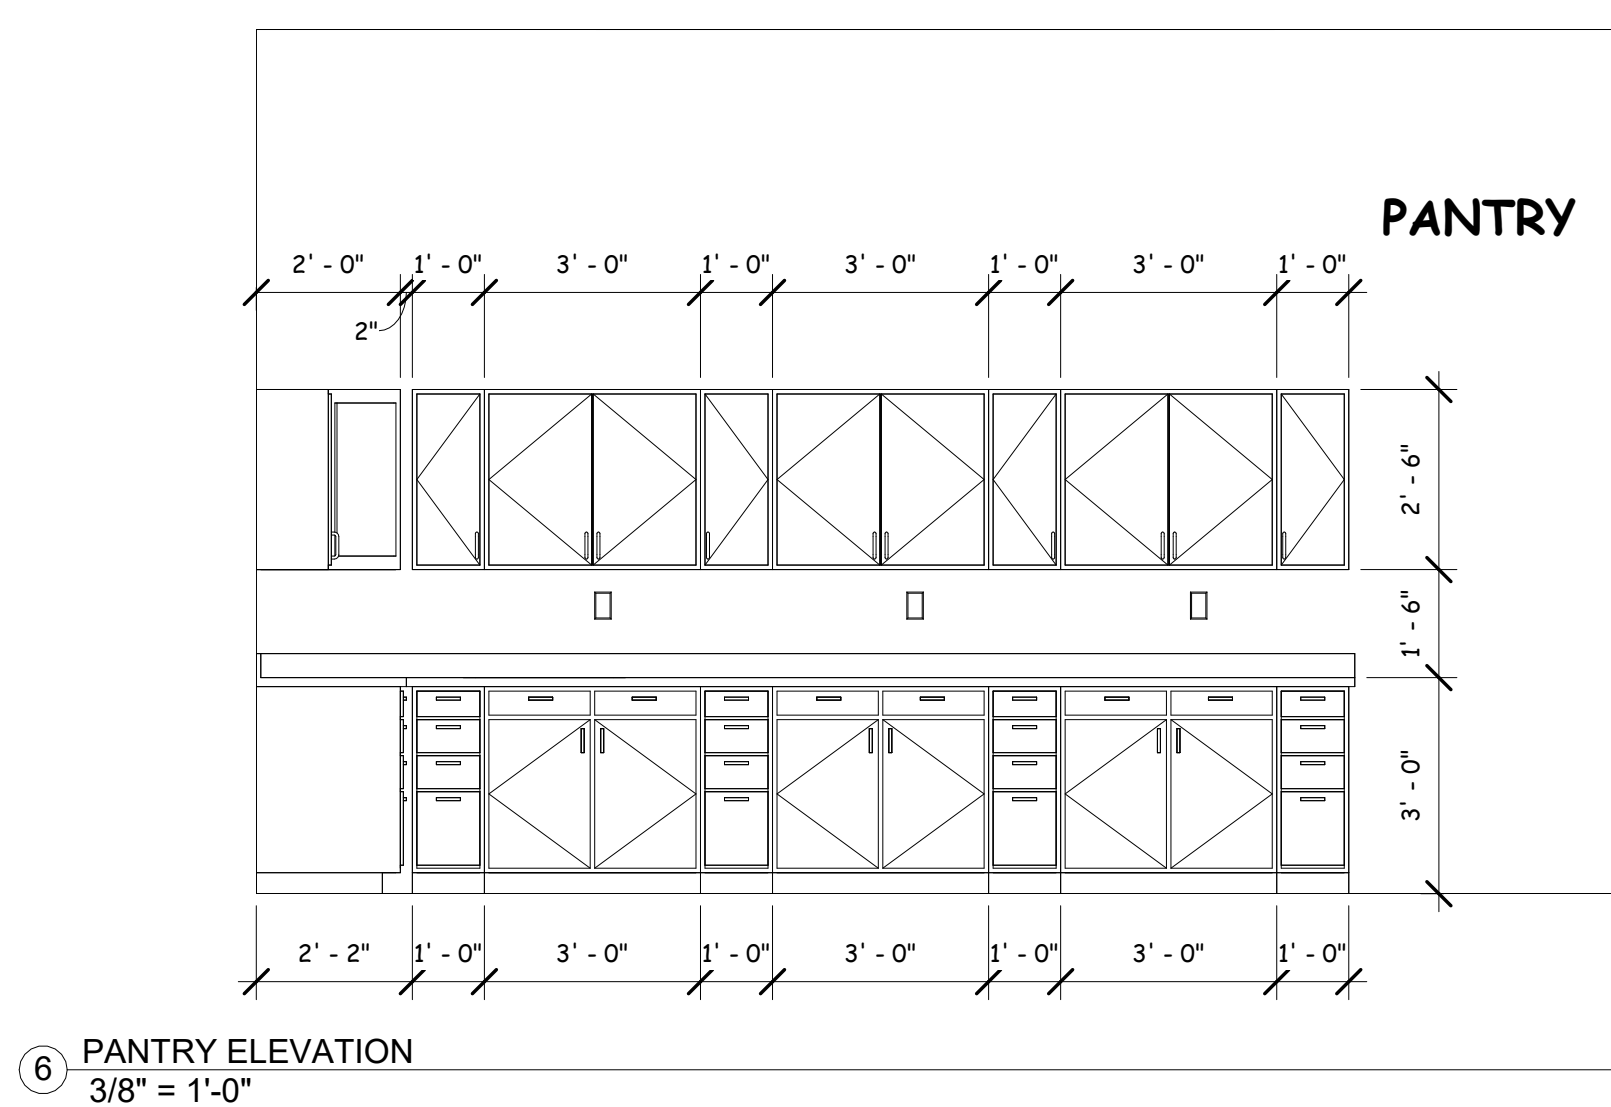 PANTRY
2' - 0" 1' - 0" 3' - 0" 1' - 0" 3' - 0" 1' - 0" 3' - 0" 1' - 0"
2"
2' - 6"
1' - 6"
3' - 0"
2' - 2" 1' - 0" 3' - 0" 1' - 0" 3' - 0" 1' - 0" 3' - 0" 1' - 0"
6 PANTRY ELEVATION
3/8" = 1'-0"